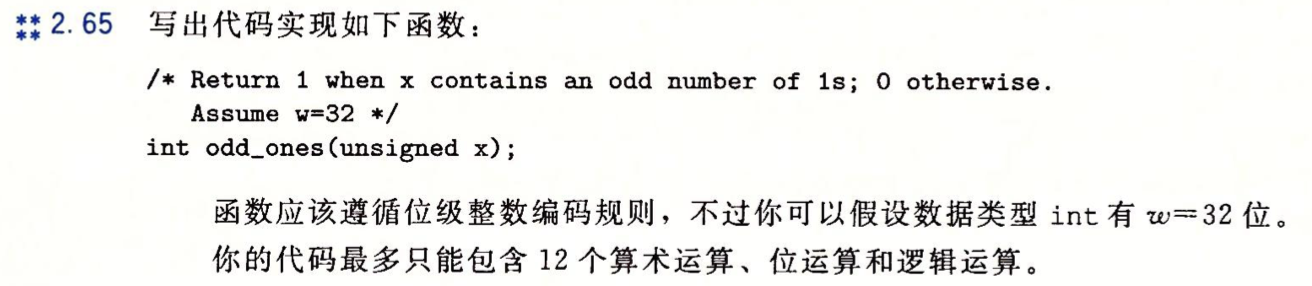 ** ** 2.65 写出代码实现如下函数：
/* Return 1 when x contains an odd number of 1s; 0 otherwise.
Assume w=32 */
int odd_ones(unsigned x);
函数应该遵循位级整数编码规则，不过你可以假设数据类型 int 有 w=32 位。
你的代码最多只能包含 12 个算术运算、位运算和逻辑运算。